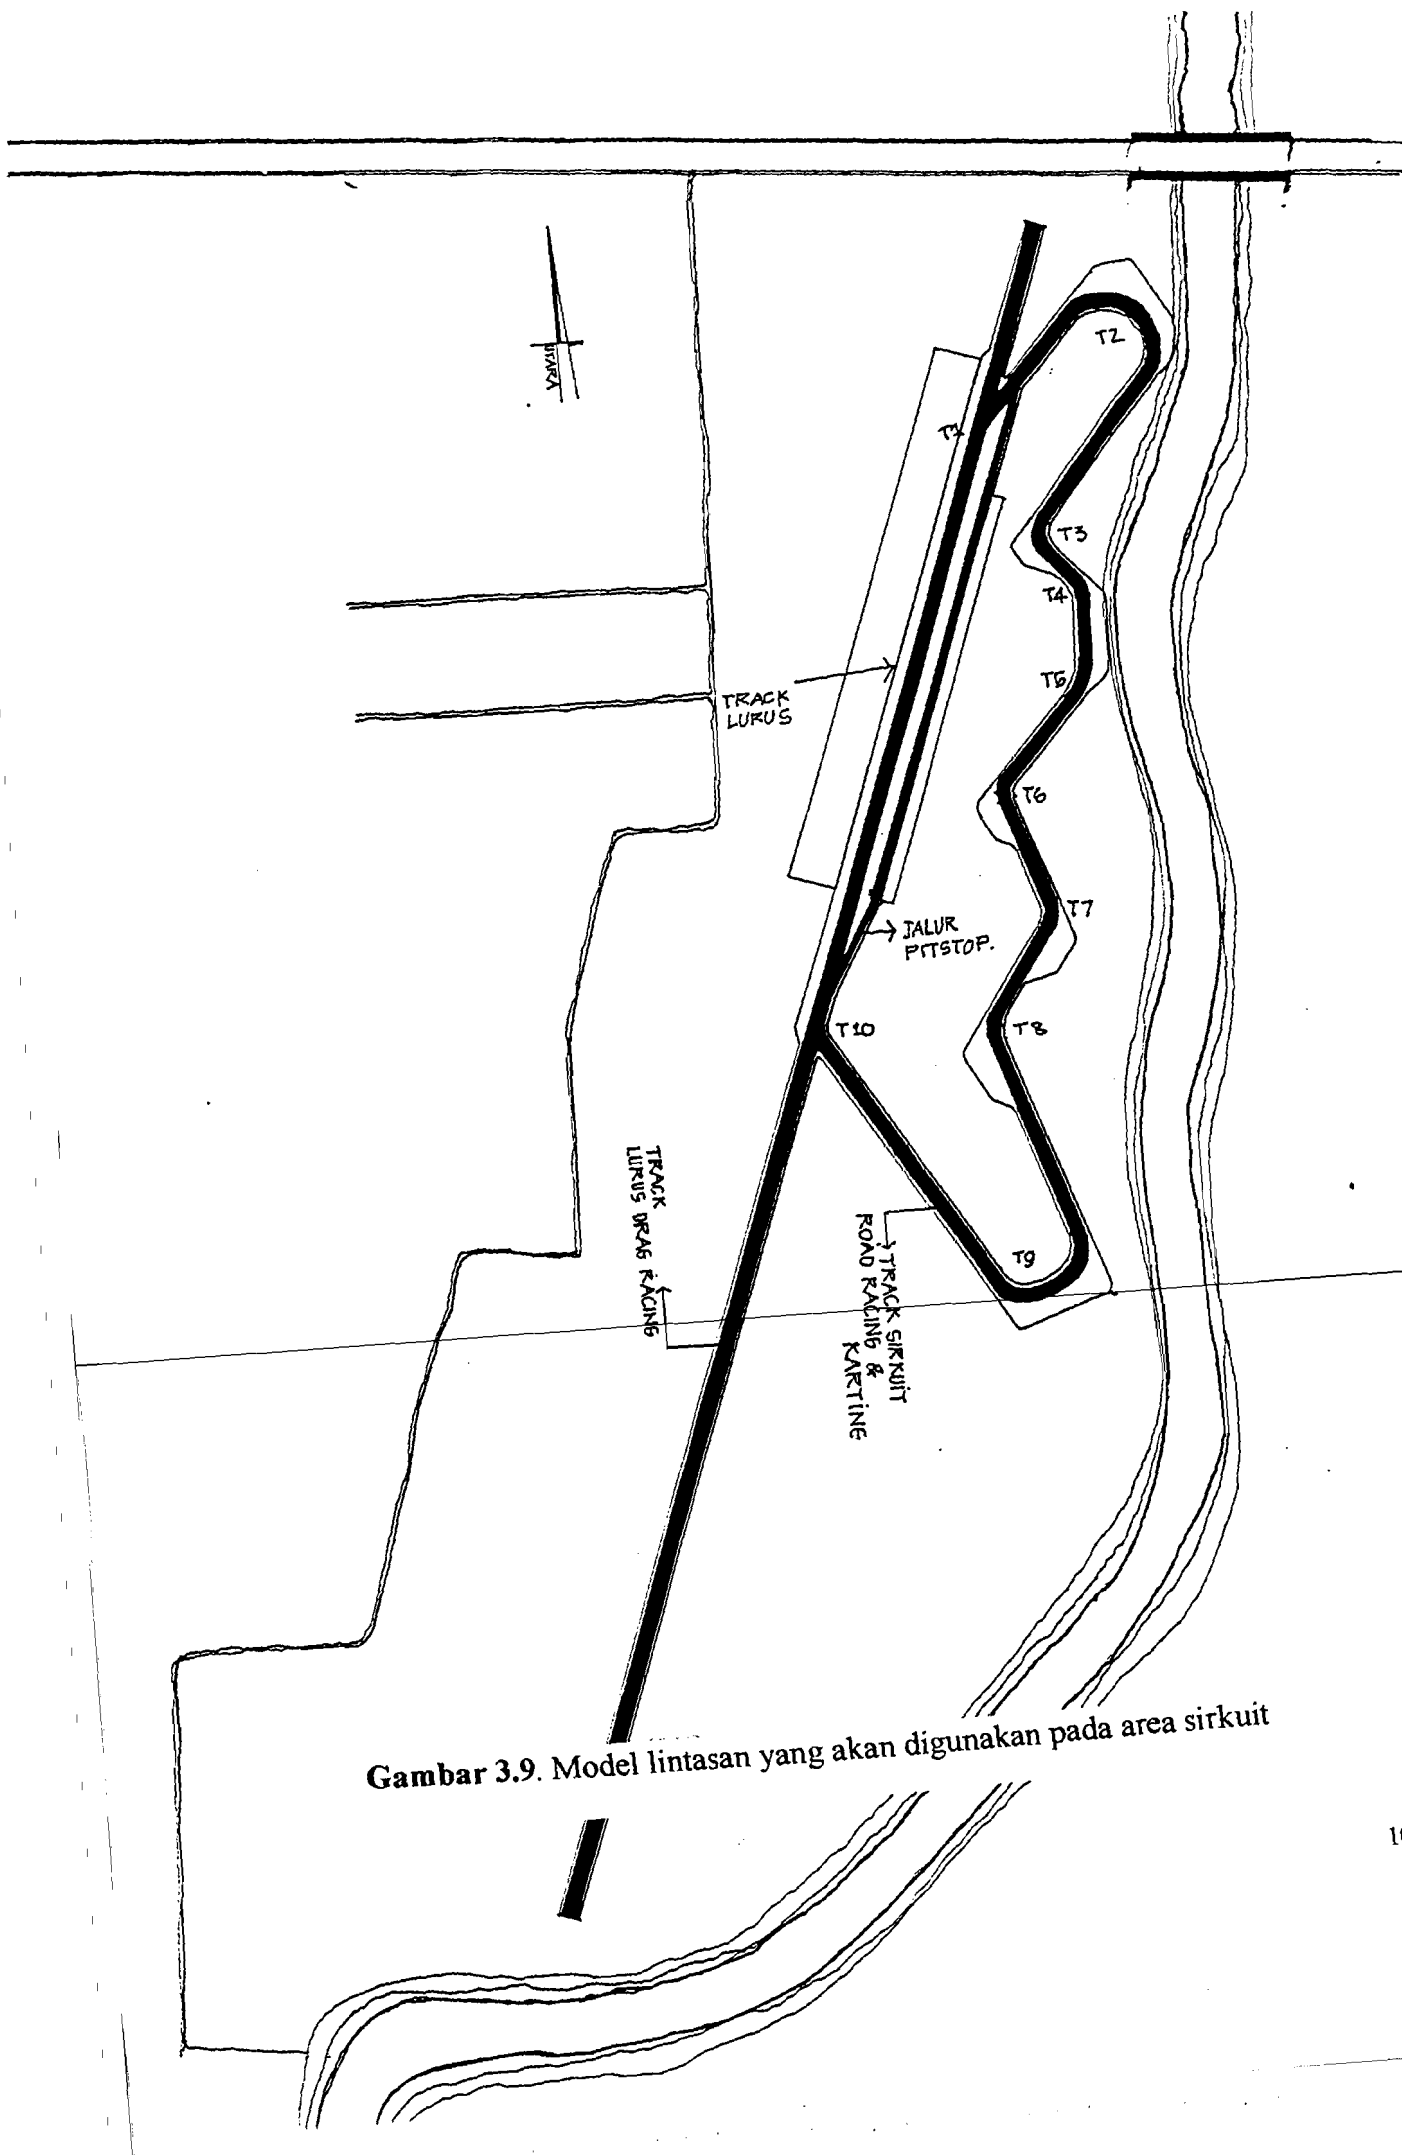 UTARA
T2
T1
T3
T4
T5
TRACK
LURUS
T6
T7
JALUR
PITSTOP.
T10
T8
TRACK
LURUS DRAG RACING
T9
TRACK SIRKUIT
ROAD RACING &
KARTING
Gambar 3.9. Model lintasan yang akan digunakan pada area sirkuit